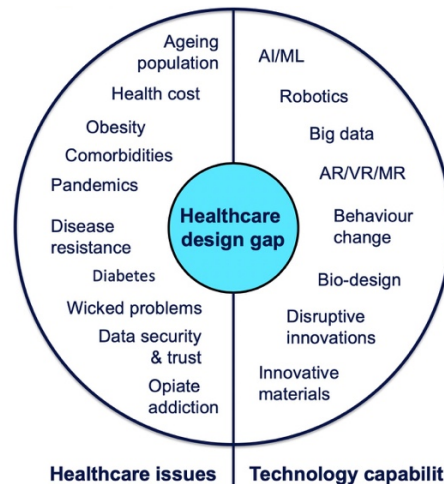 Ageing
population
Health cost
Obesity
Comorbidities
Pandemics
Disease
resistance
Diabetes
Wicked problems
Data security
& trust
Opiate
addiction
Healthcare
design gap
AI/ML
Robotics
Big data
AR/VR/MR
Behaviour
change
Bio-design
Disruptive
innovations
Innovative
materials
Healthcare issues
Technology capabilit